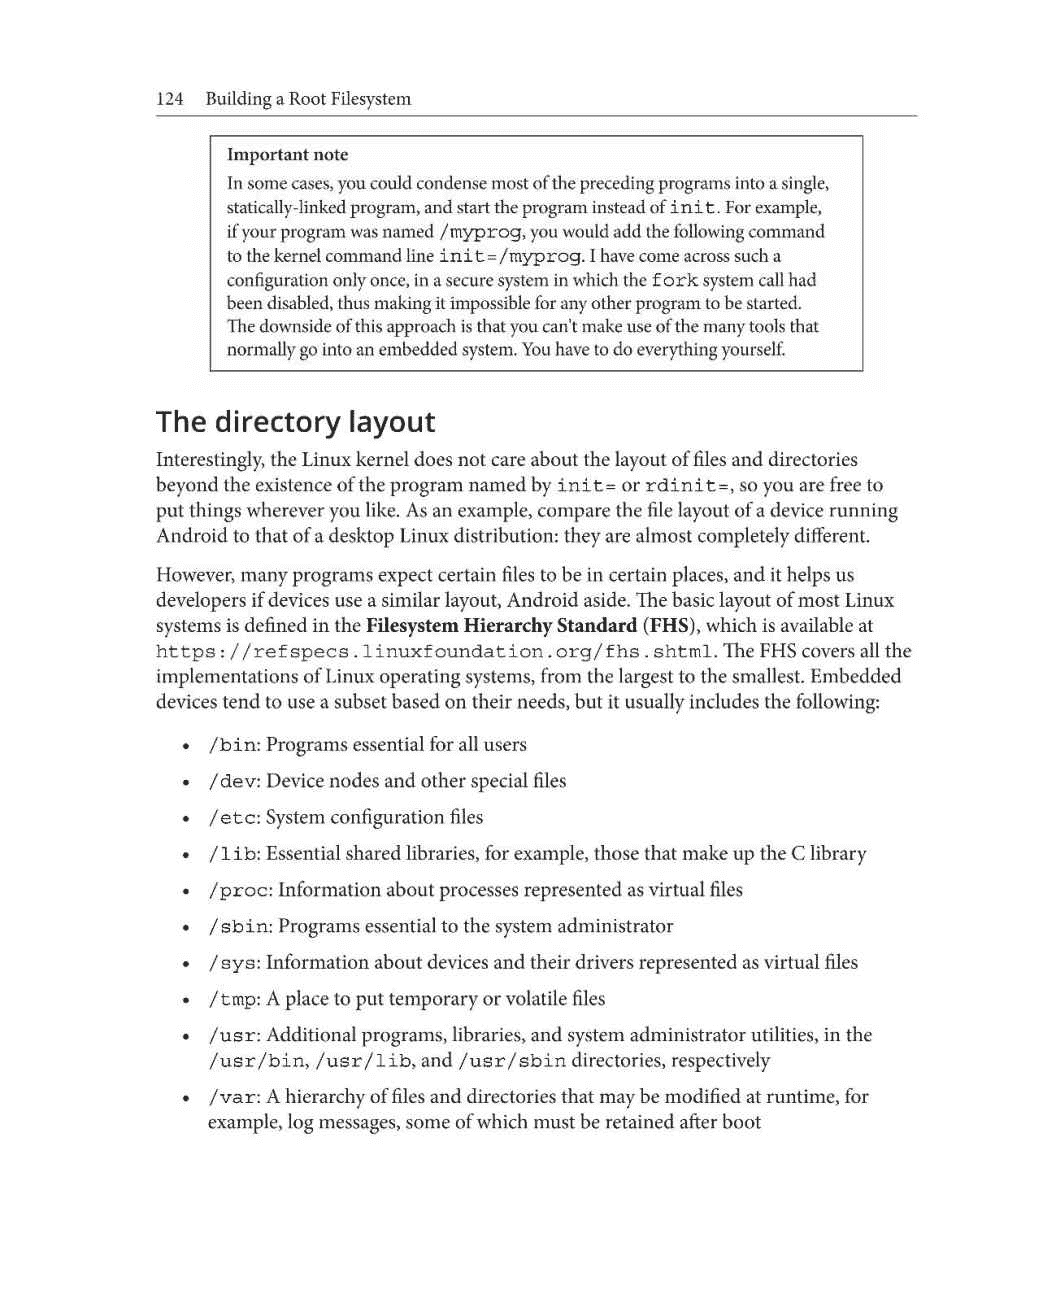 124 Building a Root Filesystem
Important note
In some cases, you could condense most of the preceding programs into a single,
statically-linked program, and start the program instead of init. For example,
if your program was named /myprog, you would add the following command
to the kernel command line init=/myprog. I have come across such a
configuration only once, in a secure system in which the fork system call had
been disabled, thus making it impossible for any other program to be started.
The downside of this approach is that you can't make use of the many tools that
normally go into an embedded system. You have to do everything yourself.
The directory layout
Interestingly, the Linux kernel does not care about the layout of files and directories
beyond the existence of the program named by init= or rdinit=, so you are free to
put things wherever you like. As an example, compare the file layout of a device running
Android to that of a desktop Linux distribution: they are almost completely different.
However, many programs expect certain files to be in certain places, and it helps us
developers if devices use a similar layout, Android aside. The basic layout of most Linux
systems is defined in the Filesystem Hierarchy Standard (FHS), which is available at
https://refspecs.linuxfoundation.org/fhs.shtml. The FHS covers all the
implementations of Linux operating systems, from the largest to the smallest. Embedded
devices tend to use a subset based on their needs, but it usually includes the following:
• /bin: Programs essential for all users
• /dev: Device nodes and other special files
• /etc: System configuration files
• /lib: Essential shared libraries, for example, those that make up the C library
• /proc: Information about processes represented as virtual files
• /sbin: Programs essential to the system administrator
• /sys: Information about devices and their drivers represented as virtual files
• /tmp: A place to put temporary or volatile files
• /usr: Additional programs, libraries, and system administrator utilities, in the
/usr/bin, /usr/lib, and /usr/sbin directories, respectively
• /var: A hierarchy of files and directories that may be modified at runtime, for
example, log messages, some of which must be retained after boot